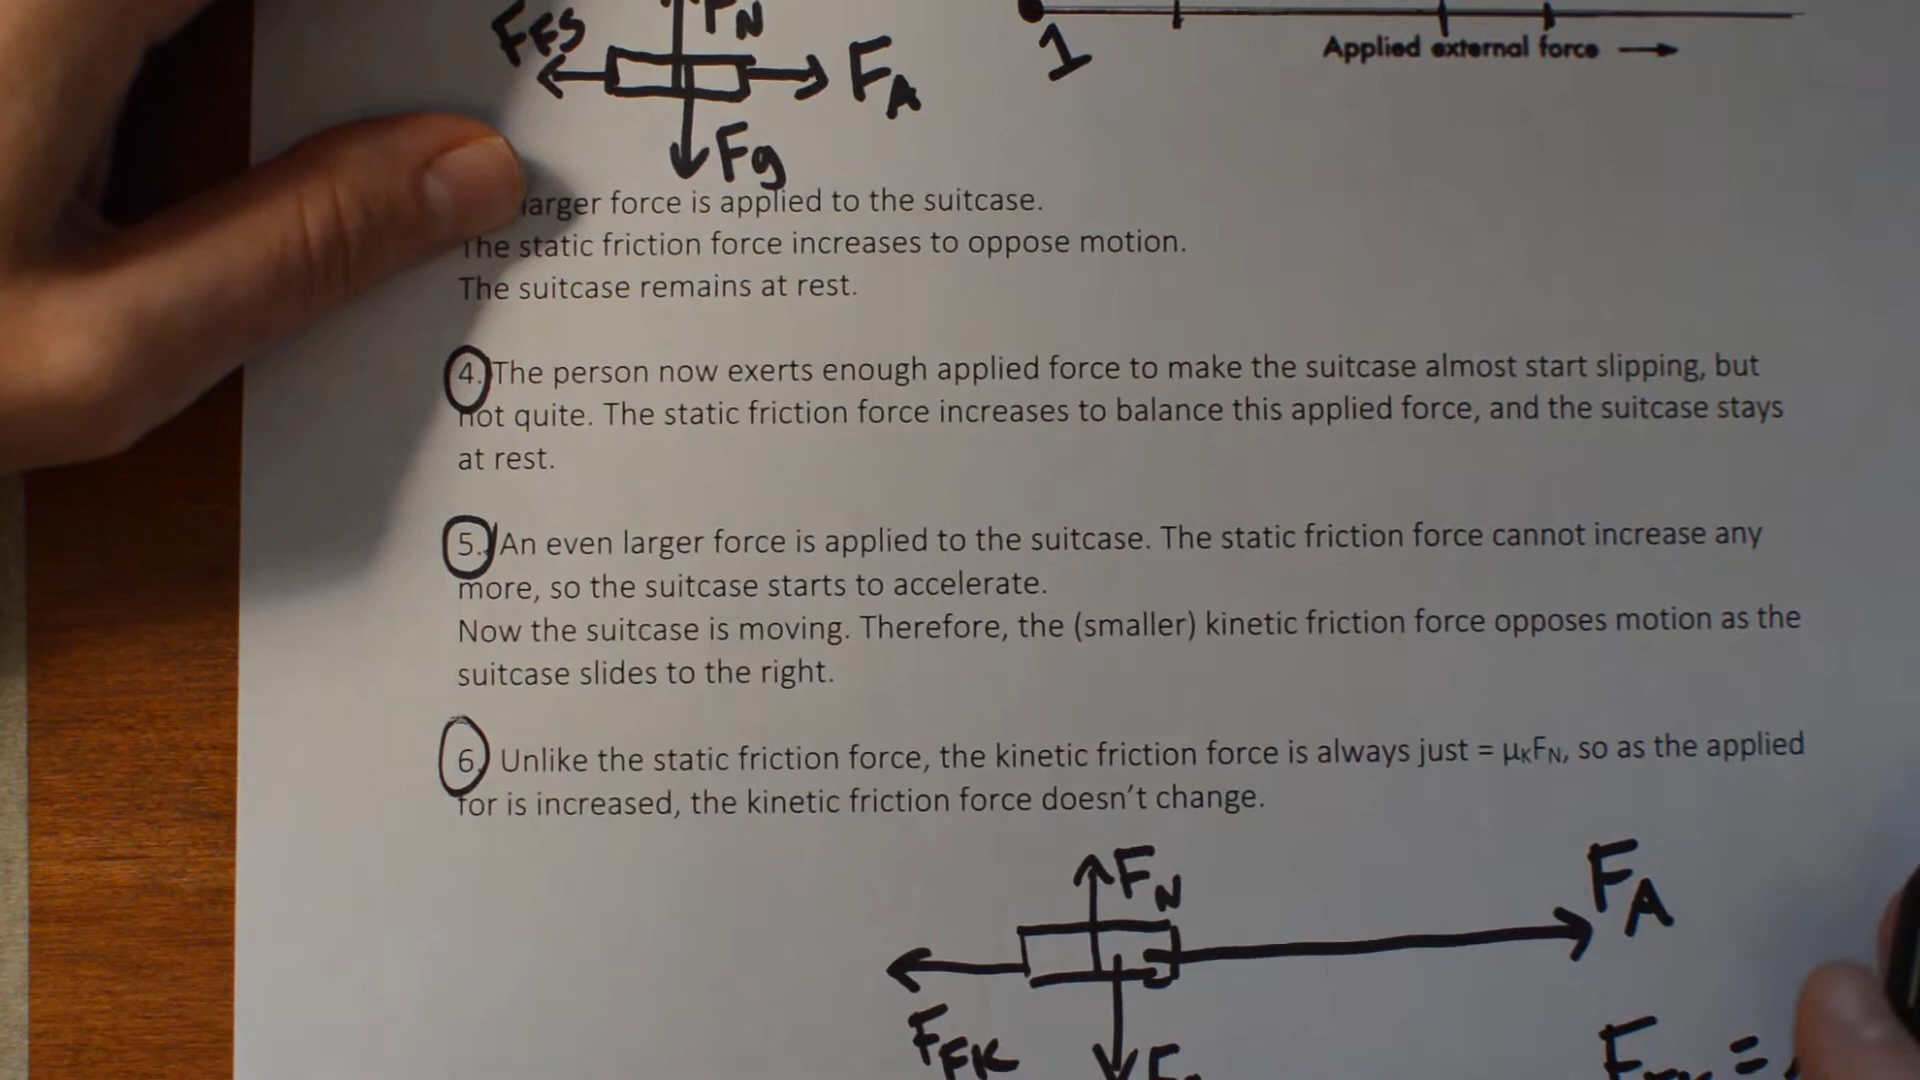 FN
FFS
FA
Fg
1
Applied external force
larger force is applied to the suitcase.
The static friction force increases to oppose motion.
The suitcase remains at rest.
4. The person now exerts enough applied force to make the suitcase almost start slipping, but
not quite. The static friction force increases to balance this applied force, and the suitcase stays
at rest.
5. An even larger force is applied to the suitcase. The static friction force cannot increase any
more, so the suitcase starts to accelerate.
Now the suitcase is moving. Therefore, the (smaller) kinetic friction force opposes motion as the
suitcase slides to the right.
6. Unlike the static friction force, the kinetic friction force is always just = μKFN, so as the applied
for is increased, the kinetic friction force doesn't change.
FN
FA
FFK